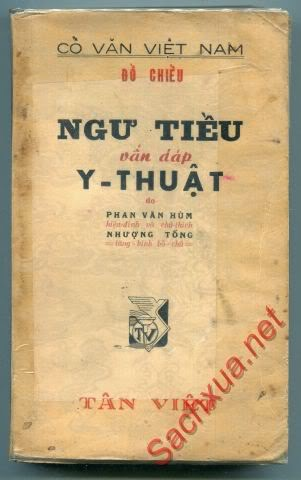 CỔ VĂN VIỆT NAM
ĐỒ CHIỂU
NGƯ TIỀU
vấn đáp
Y-THUẬT
do
PHAN VĂN HÙM
hiệu-đính và chú-thích
NHƯỢNG TỐNG
tăng-bình bổ-chú
TV
TÂN VIỆT
Sachxua.net